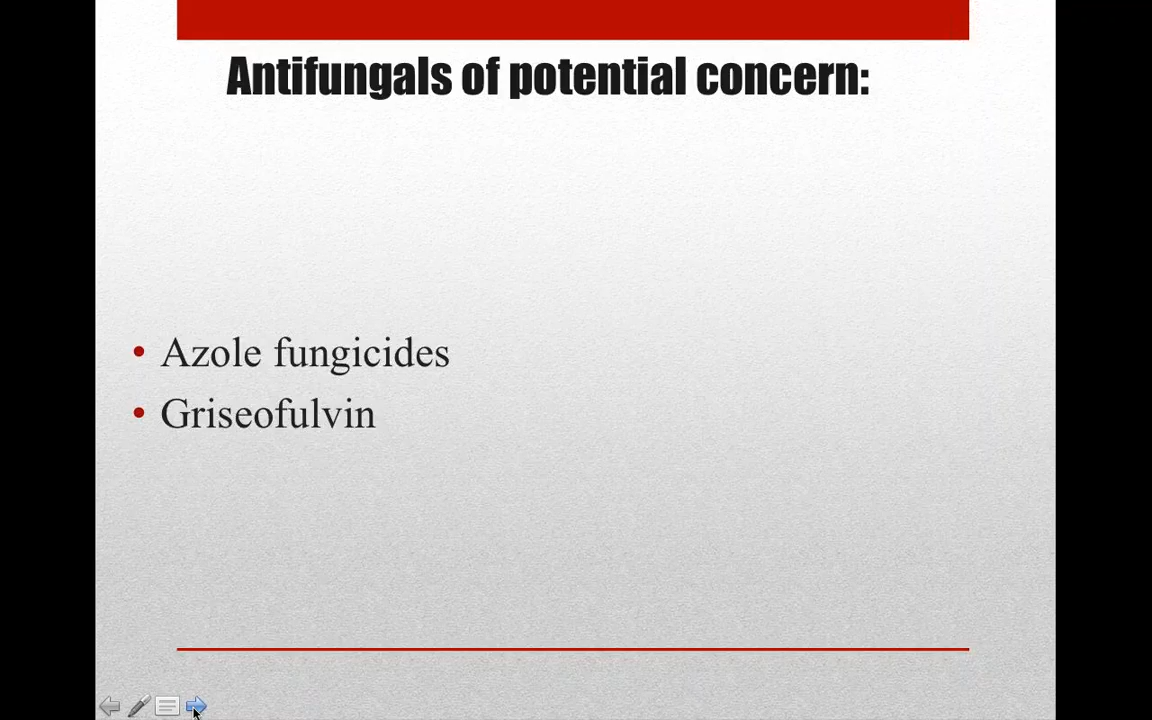 Antifungals of potential concern:
• Azole fungicides
• Griseofulvin